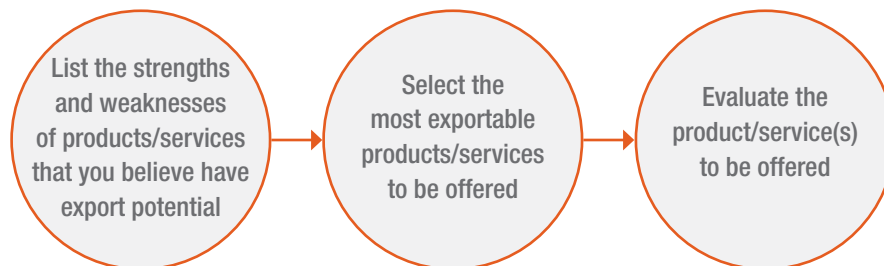 List the strengths
and weaknesses
of products/services
that you believe have
export potential
Select the
most exportable
products/services
to be offered
Evaluate the
product/service(s)
to be offered